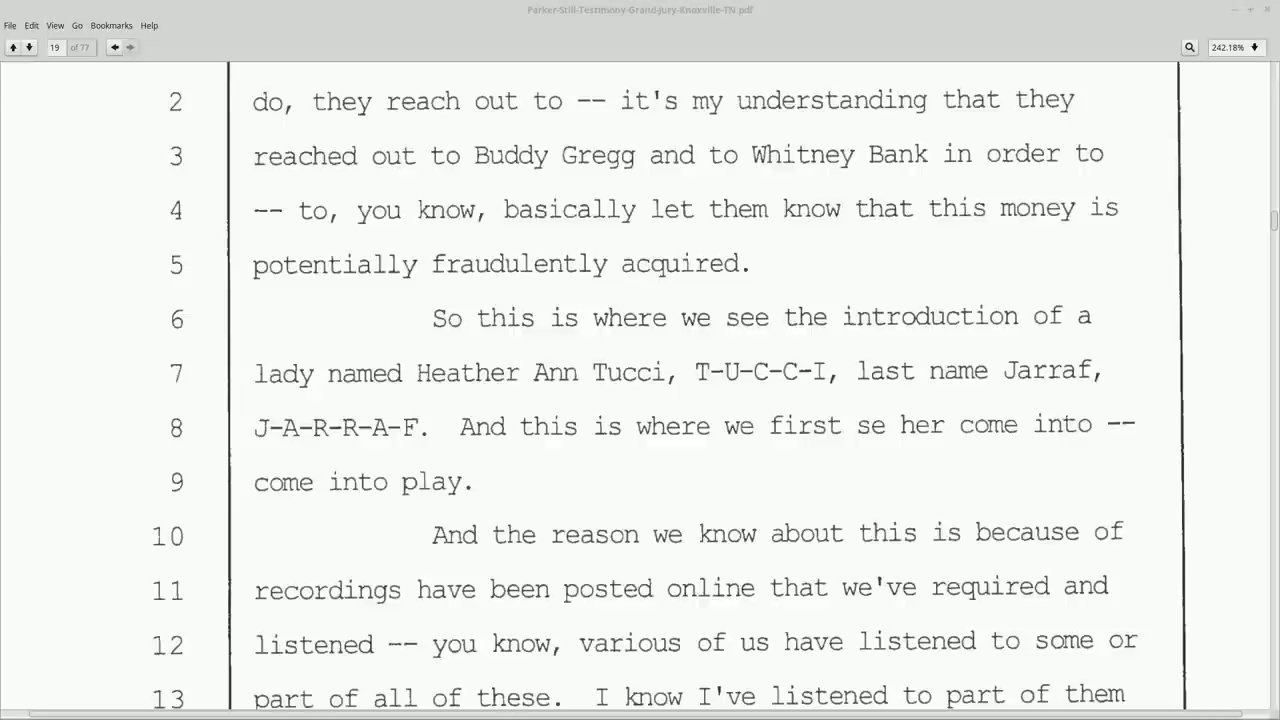 Parker-Still-Testimony-Grand-Jury-Knoxville-TN.pdf
File Edit View Go Bookmarks Help
19 of 77 242.18%
2 do, they reach out to -- it's my understanding that they
3 reached out to Buddy Gregg and to Whitney Bank in order to
4 -- to, you know, basically let them know that this money is
5 potentially fraudulently acquired.
6 So this is where we see the introduction of a
7 lady named Heather Ann Tucci, T-U-C-C-I, last name Jarraf,
8 J-A-R-R-A-F. And this is where we first se her come into --
9 come into play.
10 And the reason we know about this is because of
11 recordings have been posted online that we've required and
12 listened -- you know, various of us have listened to some or
13 part of all of these. I know I've listened to part of them